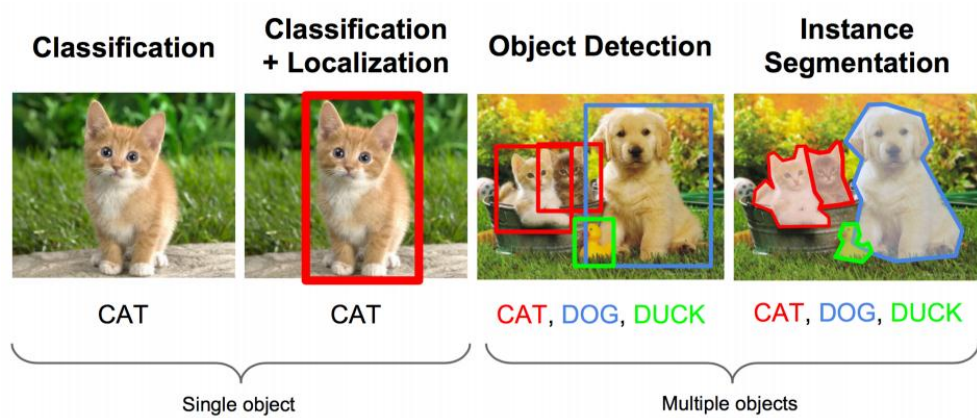 Classification
Classification
+ Localization
Object Detection
Instance
Segmentation
CAT
CAT
CAT, DOG, DUCK
CAT, DOG, DUCK
Single object
Multiple objects